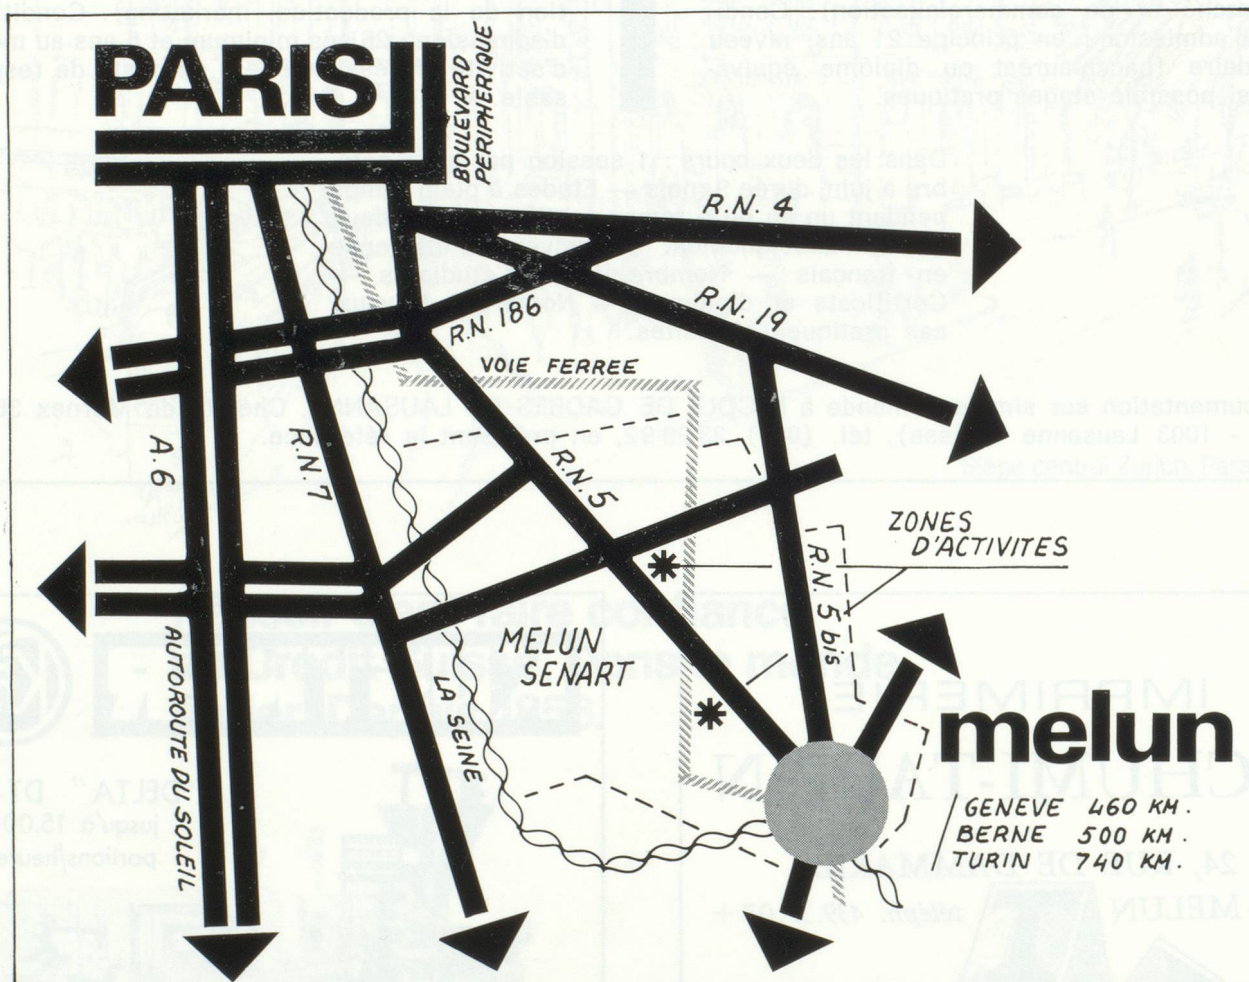 PARIS
BOULEVARD
PERIPHERIQUE
R.N. 4
R.N. 19
R.N. 186
VOIE FERREE
A.6
R.N. 7
R.N. 5
ZONES
D'ACTIVITES
R.N. 5 bis
MELUN
SENART
LA SEINE
AUTOROUTE DU SOLEIL
melun
GENEVE 460 KM.
BERNE 500 KM.
TURIN 740 KM.